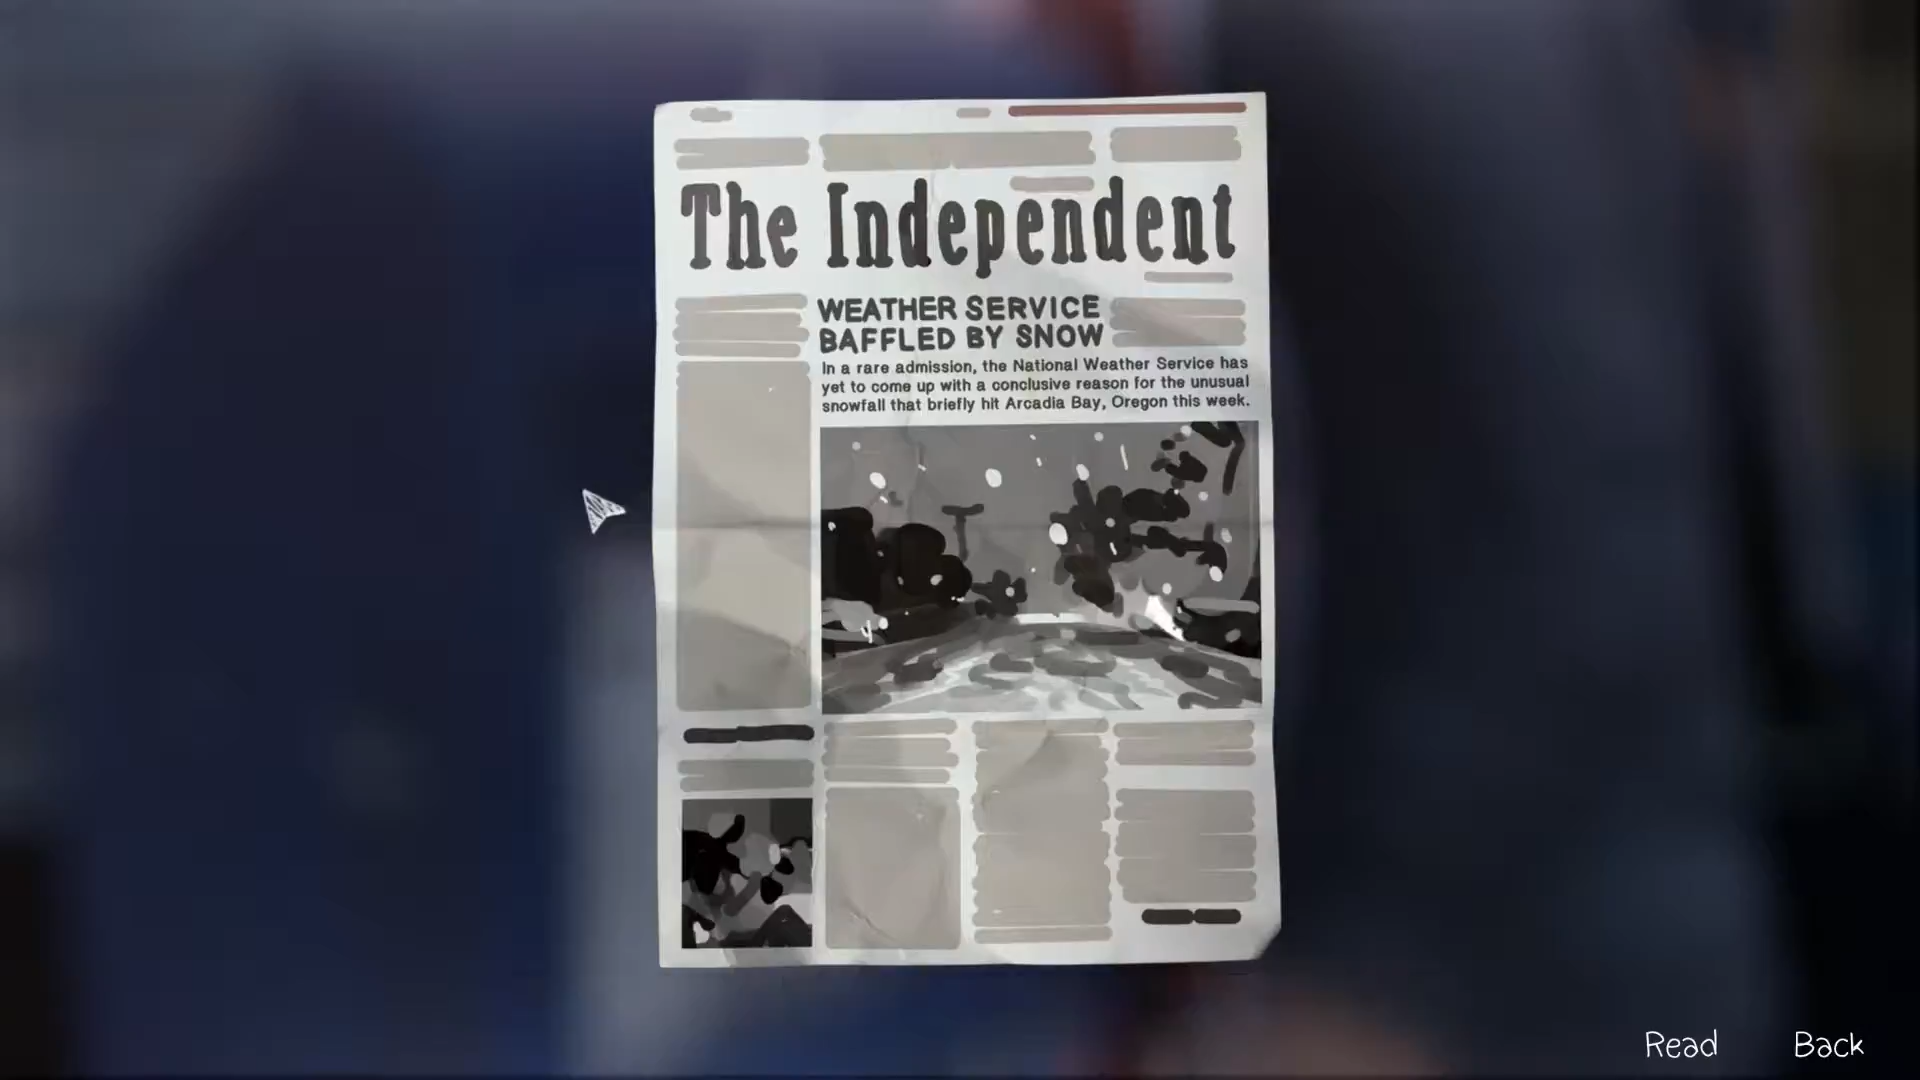 The Independent
WEATHER SERVICE
BAFFLED BY SNOW
In a rare admission, the National Weather Service has
yet to come up with a conclusive reason for the unusual
snowfall that briefly hit Arcadia Bay, Oregon this week.
Read Back